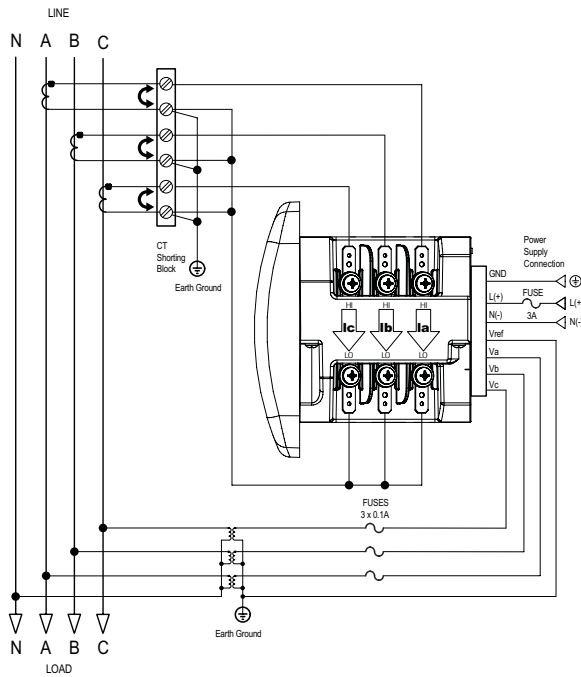 LINE
N A B C
CT
Shorting
Block
Earth Ground
Power
Supply
Connection
GND
L(+) FUSE L(+
N(-) 3A N(-)
Vref
Va
Vb
Vc
HI HI HI
Ic Ib Ia
LO LO LO
FUSES
3 x 0.1A
Earth Ground
N A B C
LOAD